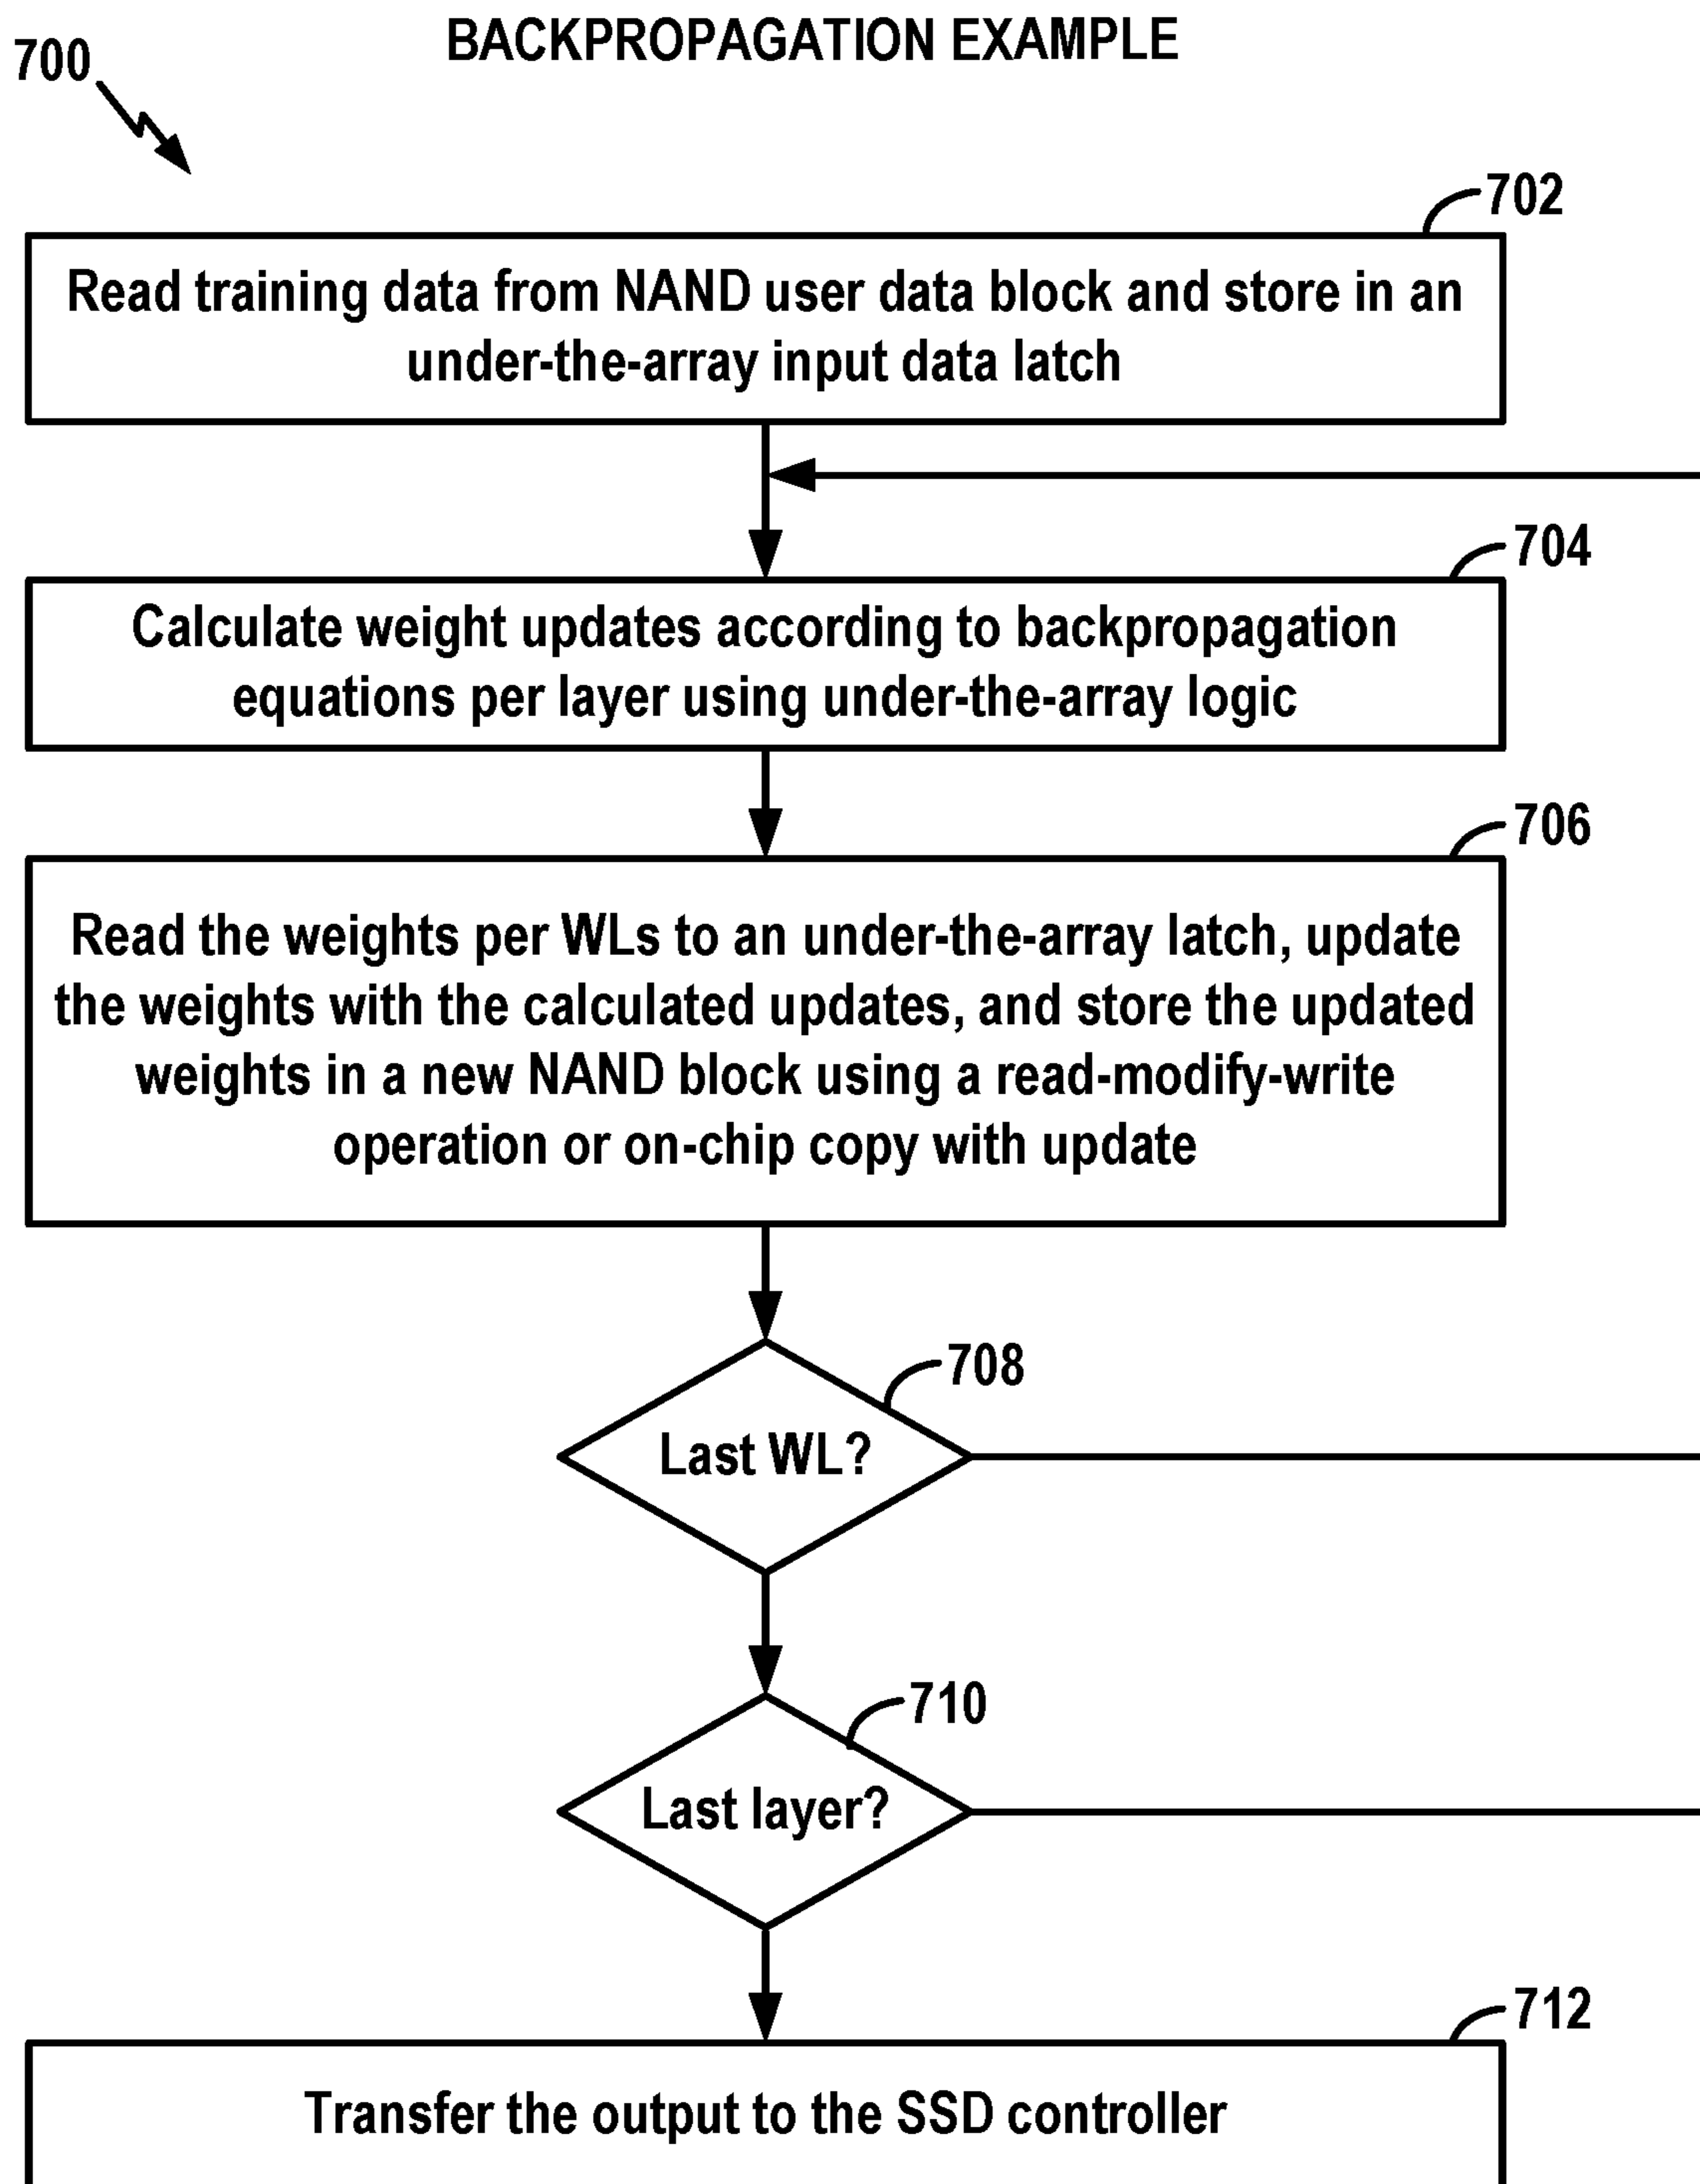 BACKPROPAGATION EXAMPLE
700
702
Read training data from NAND user data block and store in an
under-the-array input data latch
704
Calculate weight updates according to backpropagation
equations per layer using under-the-array logic
706
Read the weights per WLs to an under-the-array latch, update
the weights with the calculated updates, and store the updated
weights in a new NAND block using a read-modify-write
operation or on-chip copy with update
708
Last WL?
710
Last layer?
712
Transfer the output to the SSD controller